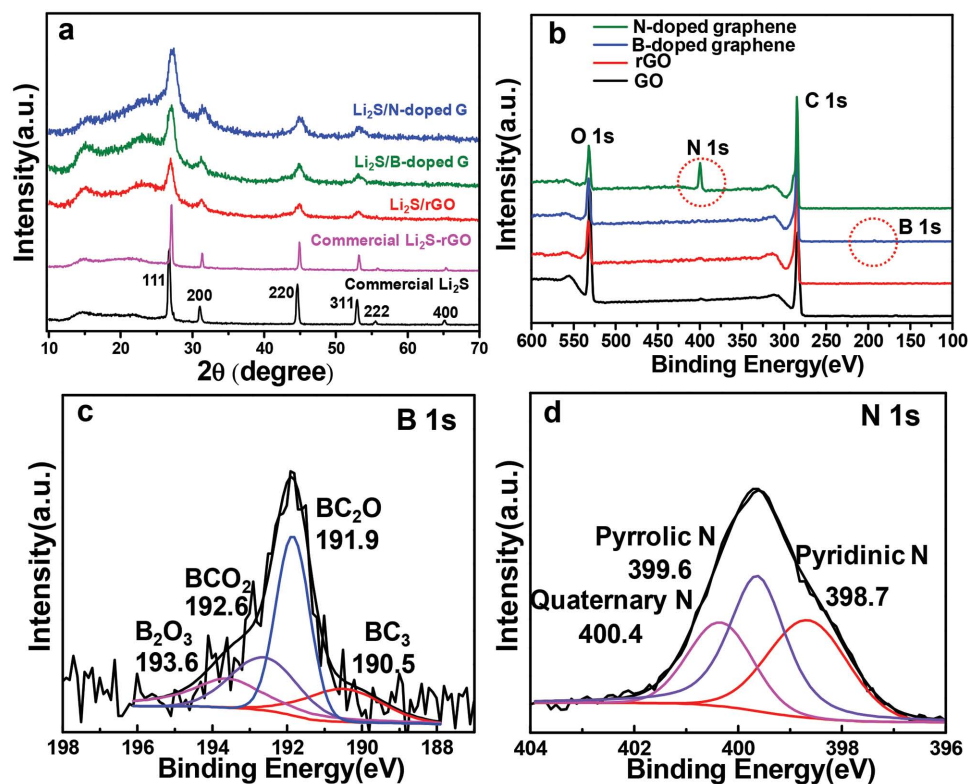 a
Intensity(a.u.)
Li₂S/N-doped G
Li₂S/B-doped G
Li₂S/rGO
Commercial Li₂S-rGO
Commercial Li₂S
111
200
220
311
222
400
10 20 30 40 50 60 70
2θ (degree)
b
Intensity(a.u.)
N-doped graphene
B-doped graphene
rGO
GO
C 1s
O 1s
N 1s
B 1s
600 550 500 450 400 350 300 250 200 150 100
Binding Energy(eV)
c
B 1s
Intensity(a.u.)
BC₂O
191.9
BCO₂
192.6
B₂O₃
193.6
BC₃
190.5
198 196 194 192 190 188
Binding Energy(eV)
d
N 1s
Intensity(a.u.)
Pyrrolic N
399.6
Pyridinic N
398.7
Quaternary N
400.4
404 402 400 398 396
Binding Energy(eV)